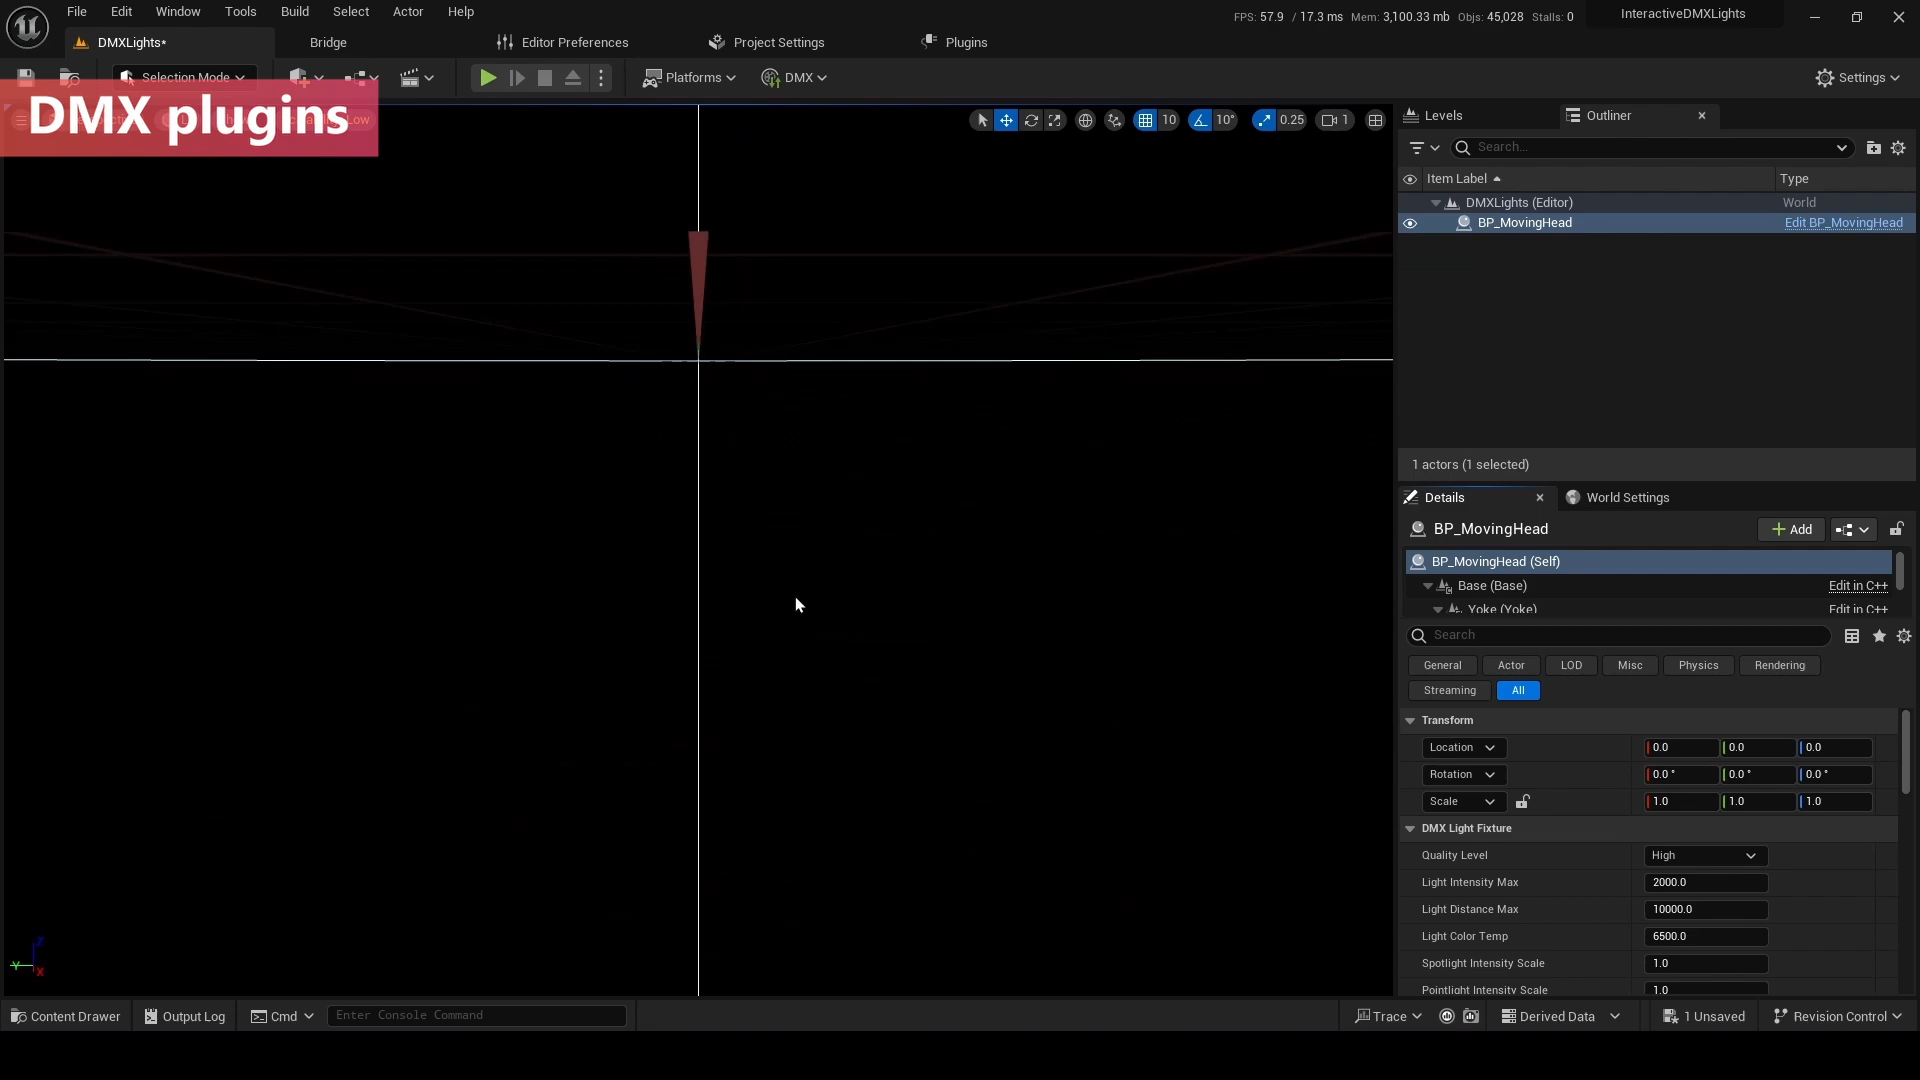 File Edit Window Tools Build Select Actor Help
FPS: 57.9 / 17.3 ms Mem: 3,100.33 mb Objs: 45,028 Stalls: 0
InteractiveDMXLights
DMXLights*
Bridge
Editor Preferences
Project Settings
Plugins
Selection Mode
Platforms
DMX
Settings
DMX plugins
Low
10
10°
0.25
1
Levels
Outliner
Search...
Item Label
Type
DMXLights (Editor)
World
BP_MovingHead
Edit BP_MovingHead
1 actors (1 selected)
Details
World Settings
BP_MovingHead
Add
BP_MovingHead (Self)
Base (Base)
Edit in C++
Yoke (Yoke)
Edit in C++
Search
General Actor LOD Misc Physics Rendering
Streaming All
Transform
Location 0.0 0.0 0.0
Rotation 0.0 ° 0.0 ° 0.0 °
Scale 1.0 1.0 1.0
DMX Light Fixture
Quality Level High
Light Intensity Max 2000.0
Light Distance Max 10000.0
Light Color Temp 6500.0
Spotlight Intensity Scale 1.0
Pointlight Intensity Scale 1.0
Z
Y
X
Content Drawer
Output Log
Cmd
Enter Console Command
Trace
Derived Data
1 Unsaved
Revision Control